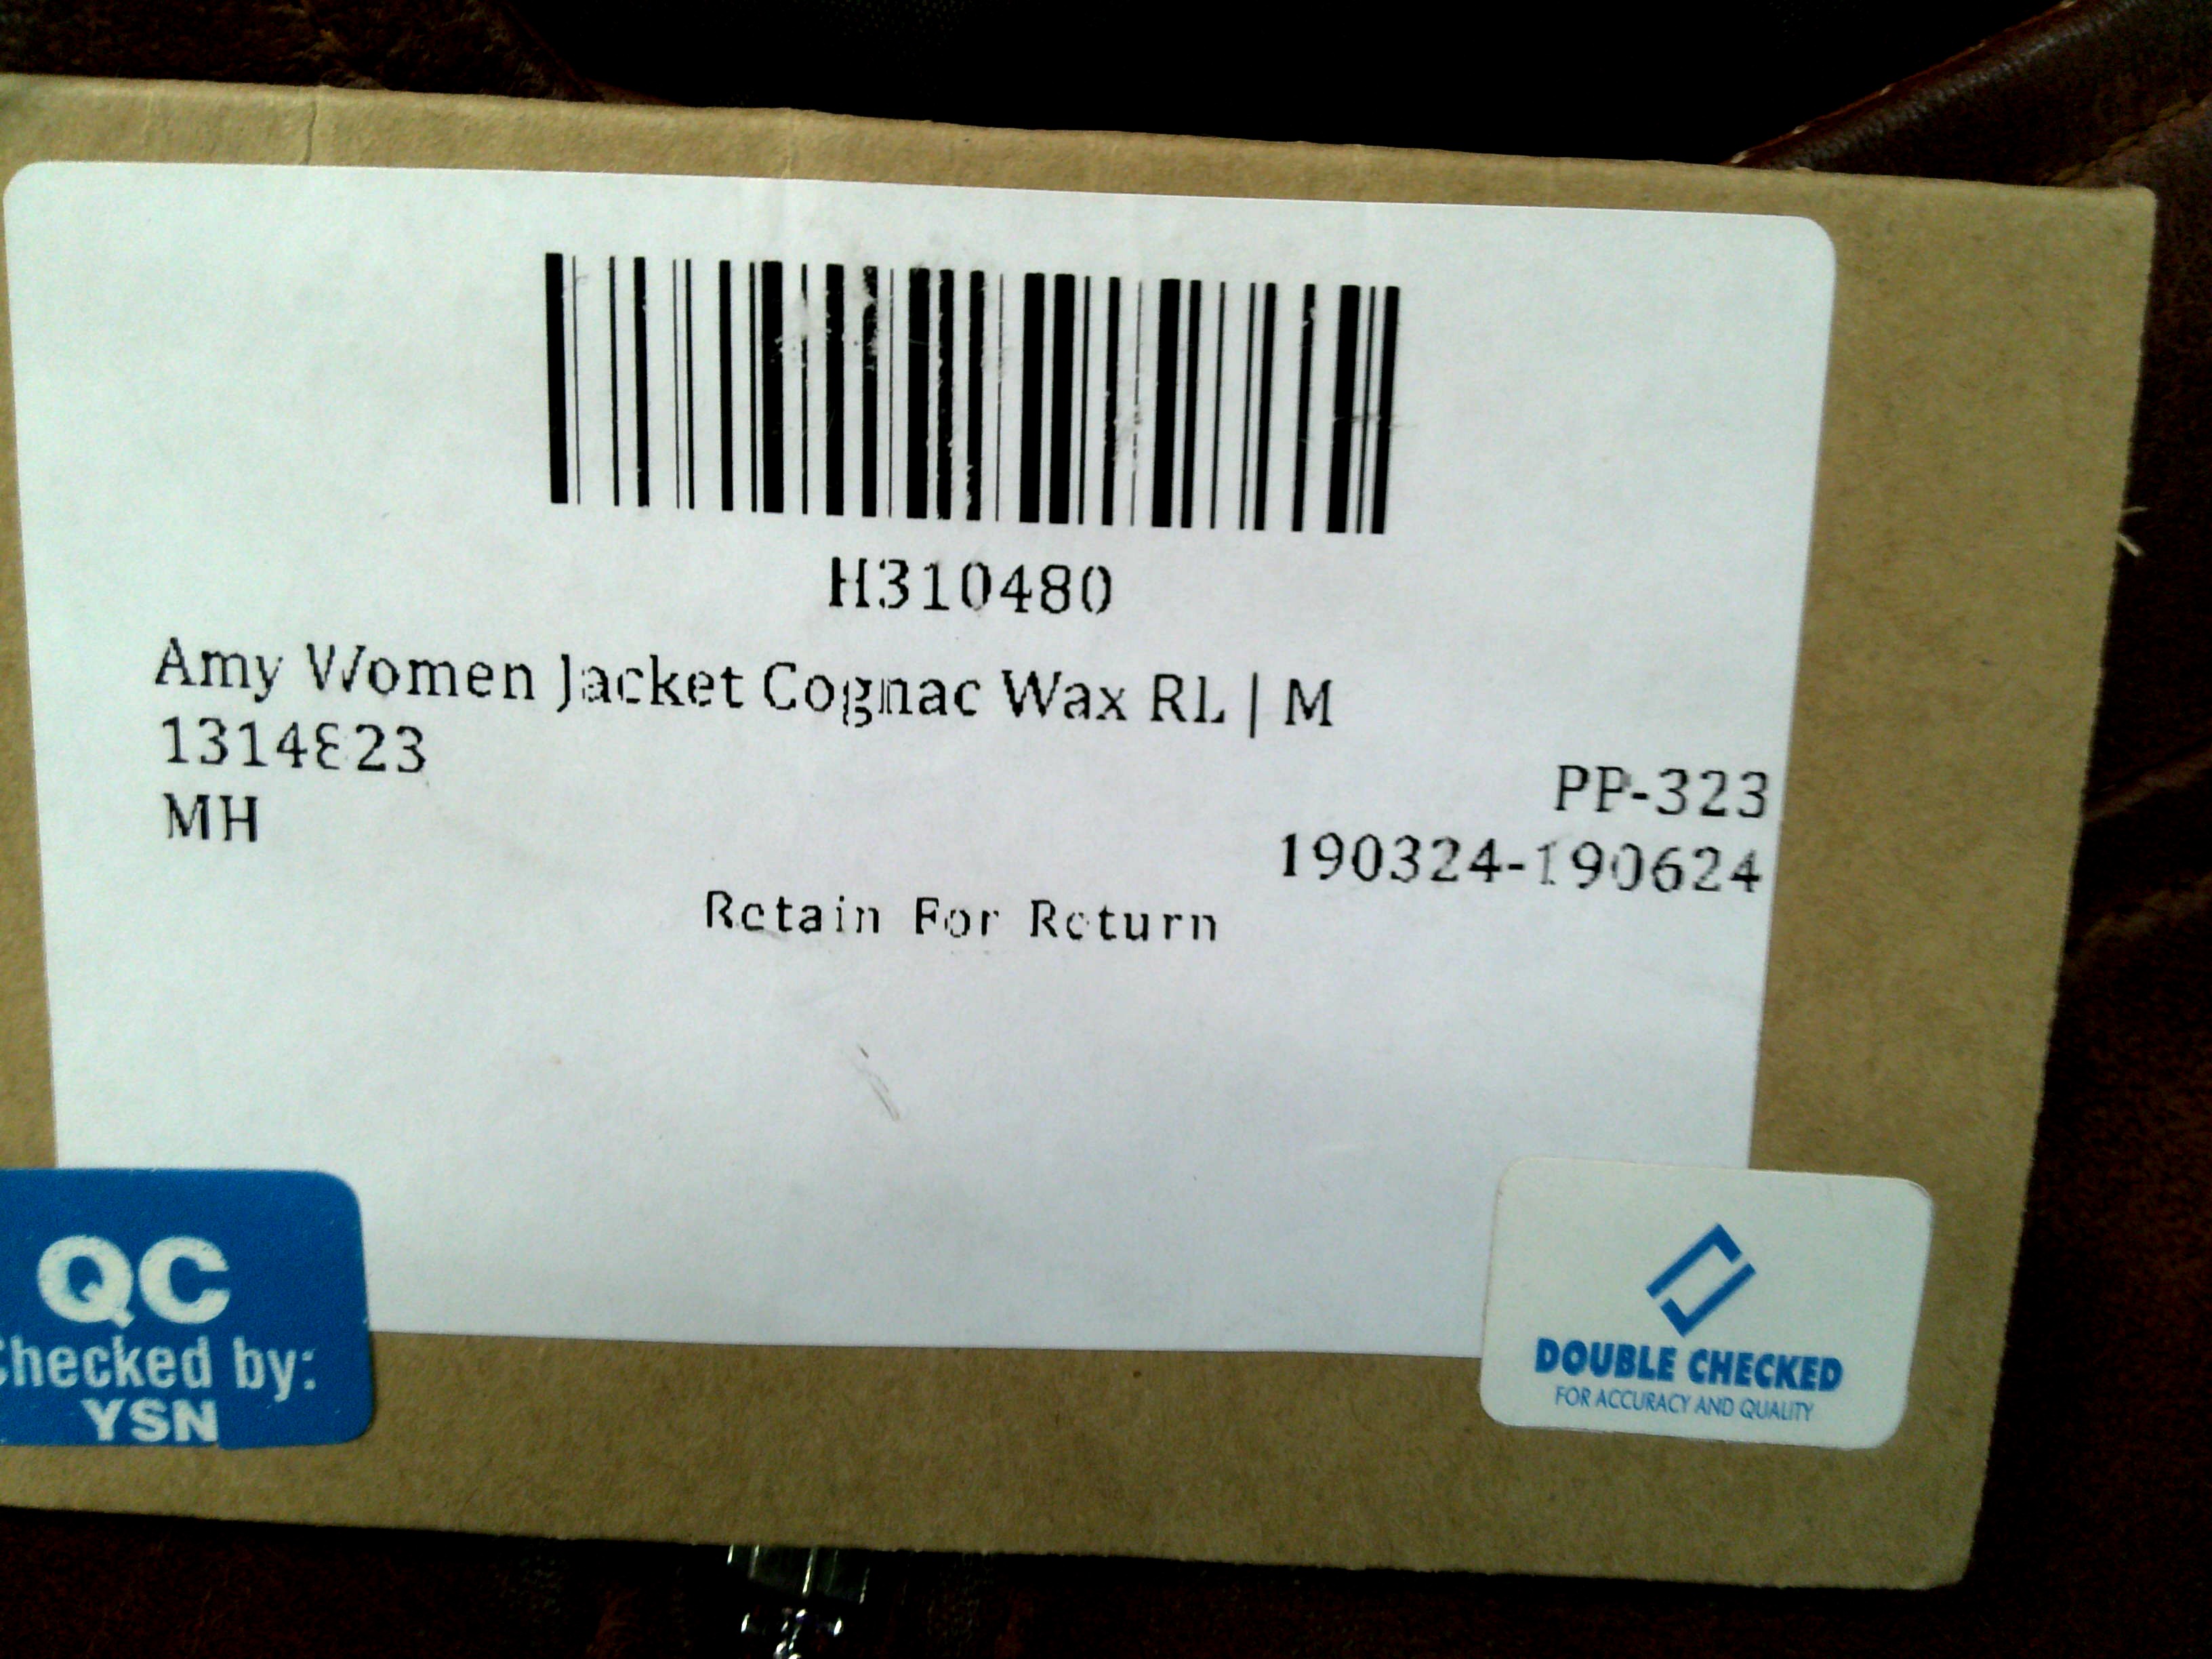 H310480
Amy Women Jacket Cognac Wax RL | M
1314823
PP-323
MH
190324-190624
Retain For Return
QC
Checked by:
YSN
DOUBLE CHECKED
FOR ACCURACY AND QUALITY